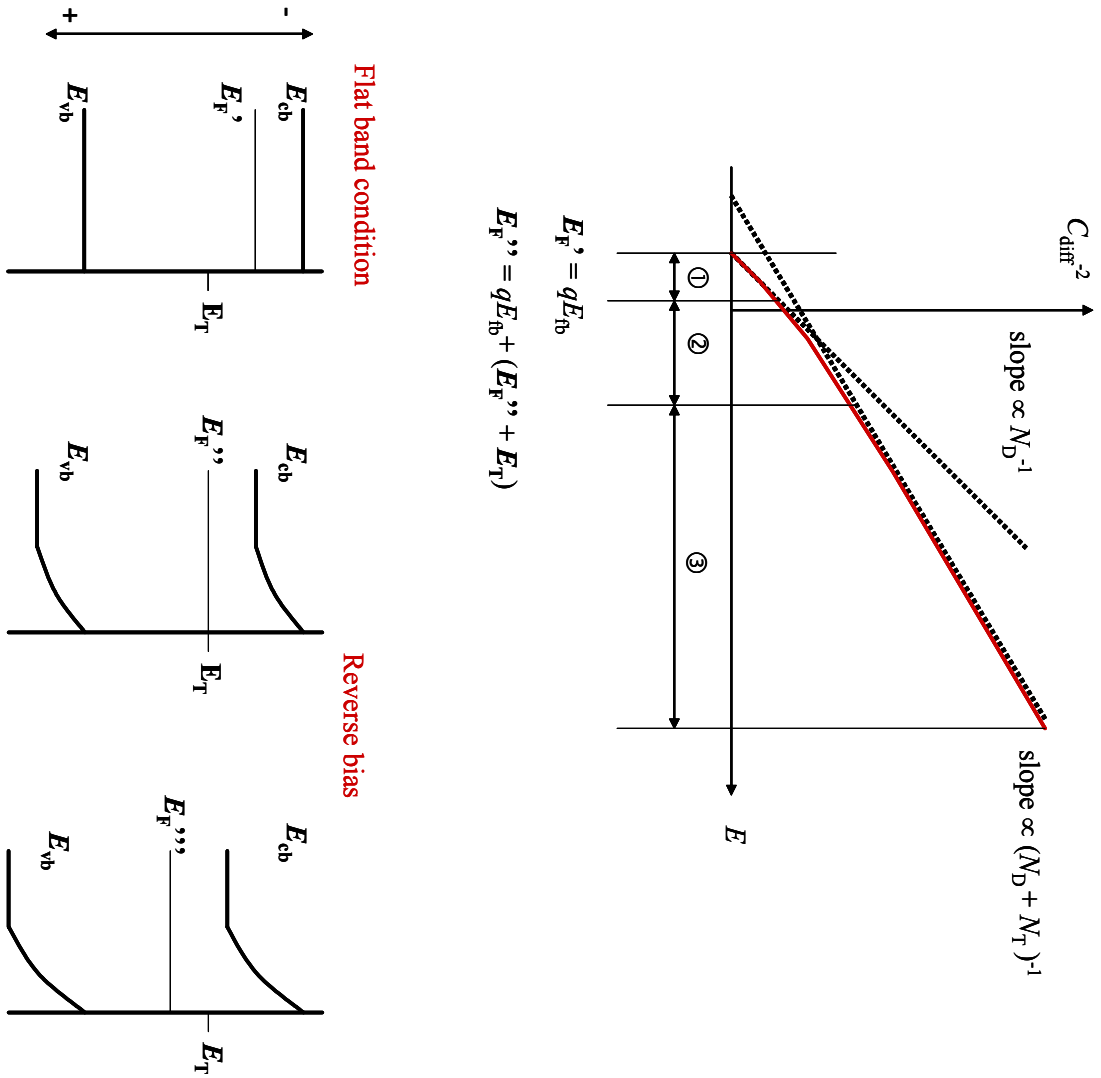 C_diff^-2
slope ∝ (N_D + N_T)^-1
slope ∝ N_D^-1
E
① ② ③
E_F’ = qE_fb
E_F’’ = qE_fb + (E_F’’ + E_T)
Flat band condition
Reverse bias
-
E_cb
E_F’
E_T
E_vb
+
E_cb
E_F’’
E_T
E_vb
E_cb
E_F’’’
E_T
E_vb